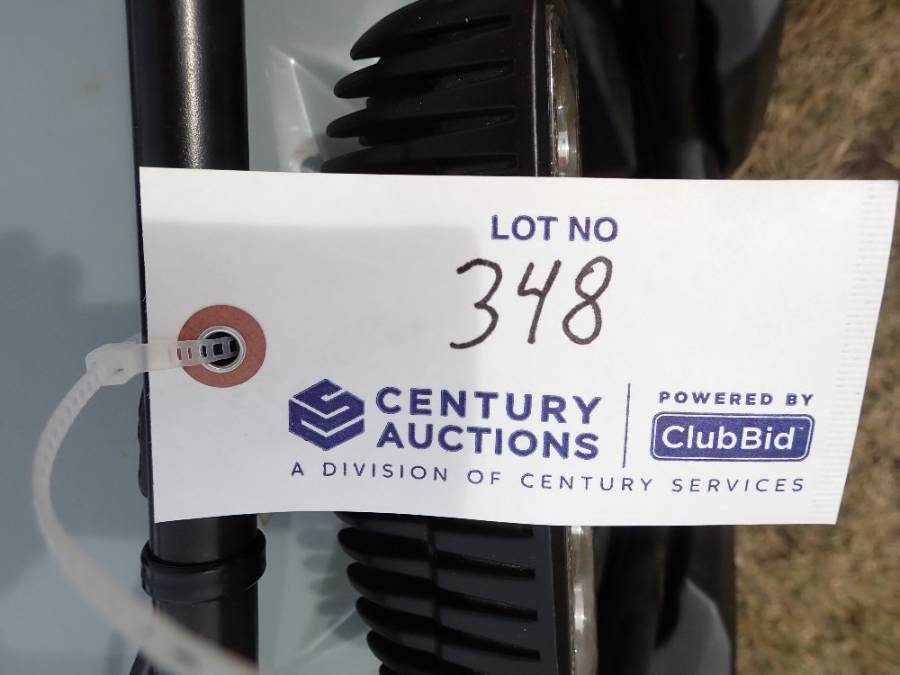 LOT NO
348
CENTURY AUCTIONS
POWERED BY
ClubBid
A DIVISION OF CENTURY SERVICES